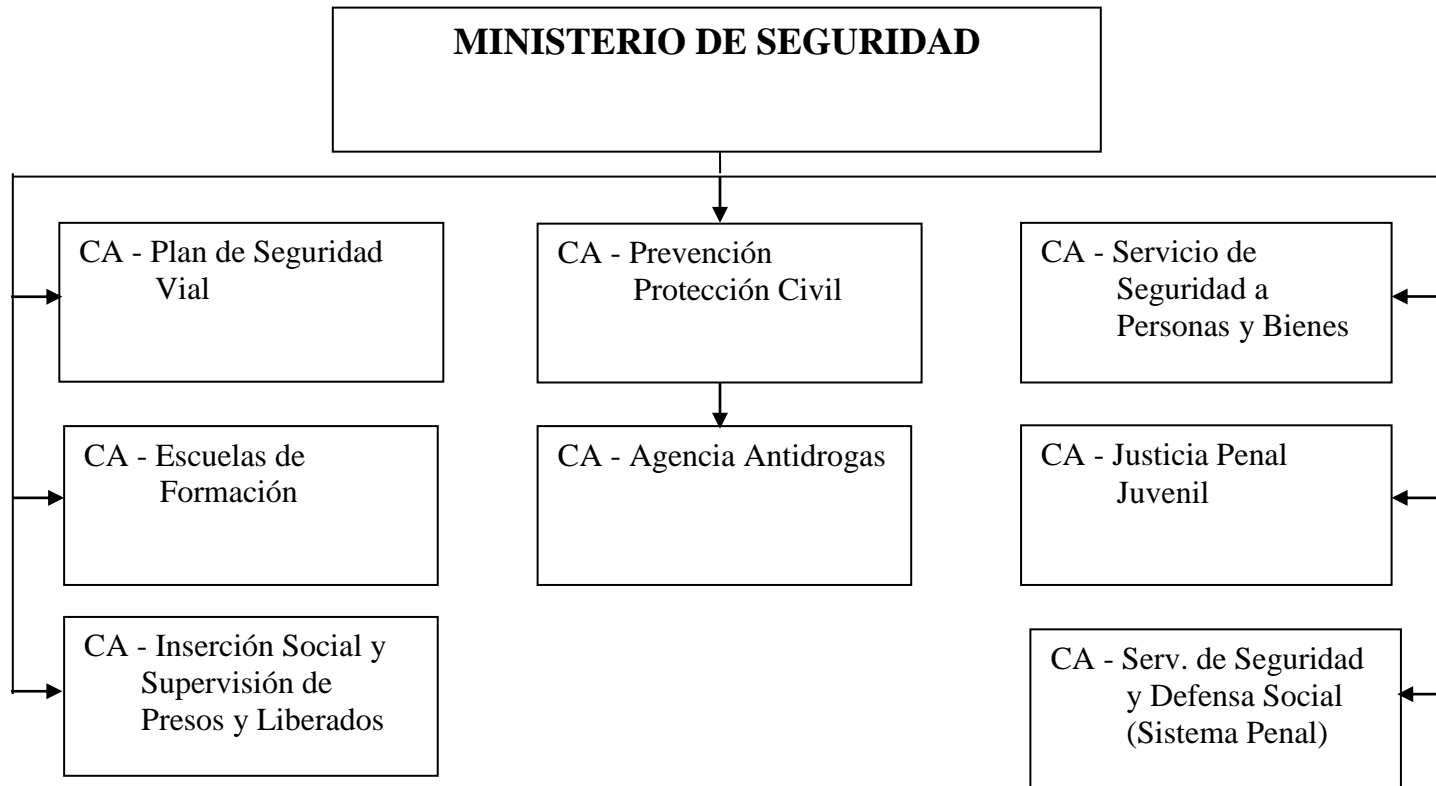 MINISTERIO DE SEGURIDAD
CA - Plan de Seguridad
Vial
CA - Prevención
Protección Civil
CA - Servicio de
Seguridad a
Personas y Bienes
CA - Escuelas de
Formación
CA - Agencia Antidrogas
CA - Justicia Penal
Juvenil
CA - Inserción Social y
Supervisión de
Presos y Liberados
CA - Serv. de Seguridad
y Defensa Social
(Sistema Penal)